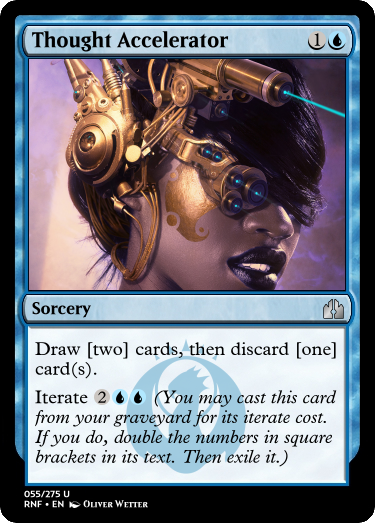 Thought Accelerator 1
Sorcery
Draw [two] cards, then discard [one]
card(s).
Iterate 2 (You may cast this card
from your graveyard for its iterate cost.
If you do, double the numbers in square
brackets in its text. Then exile it.)
055/275 U
RNF • EN Oliver Wetter